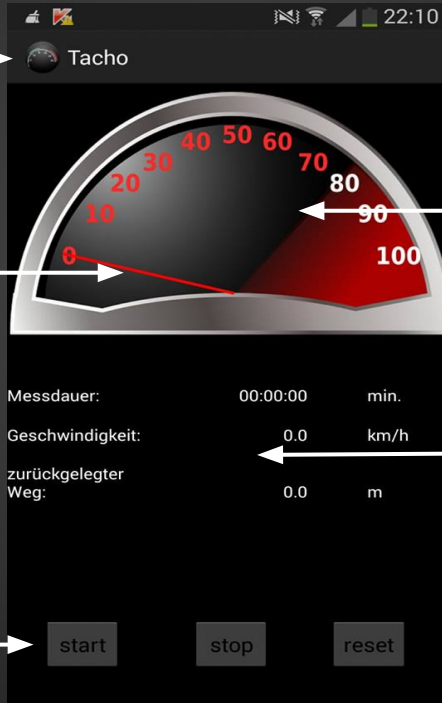 22:10
Tacho
0
10
20
30
40
50
60
70
80
90
100
Messdauer: 00:00:00 min.
Geschwindigkeit: 0.0 km/h
zurückgelegter
Weg: 0.0 m
start stop reset